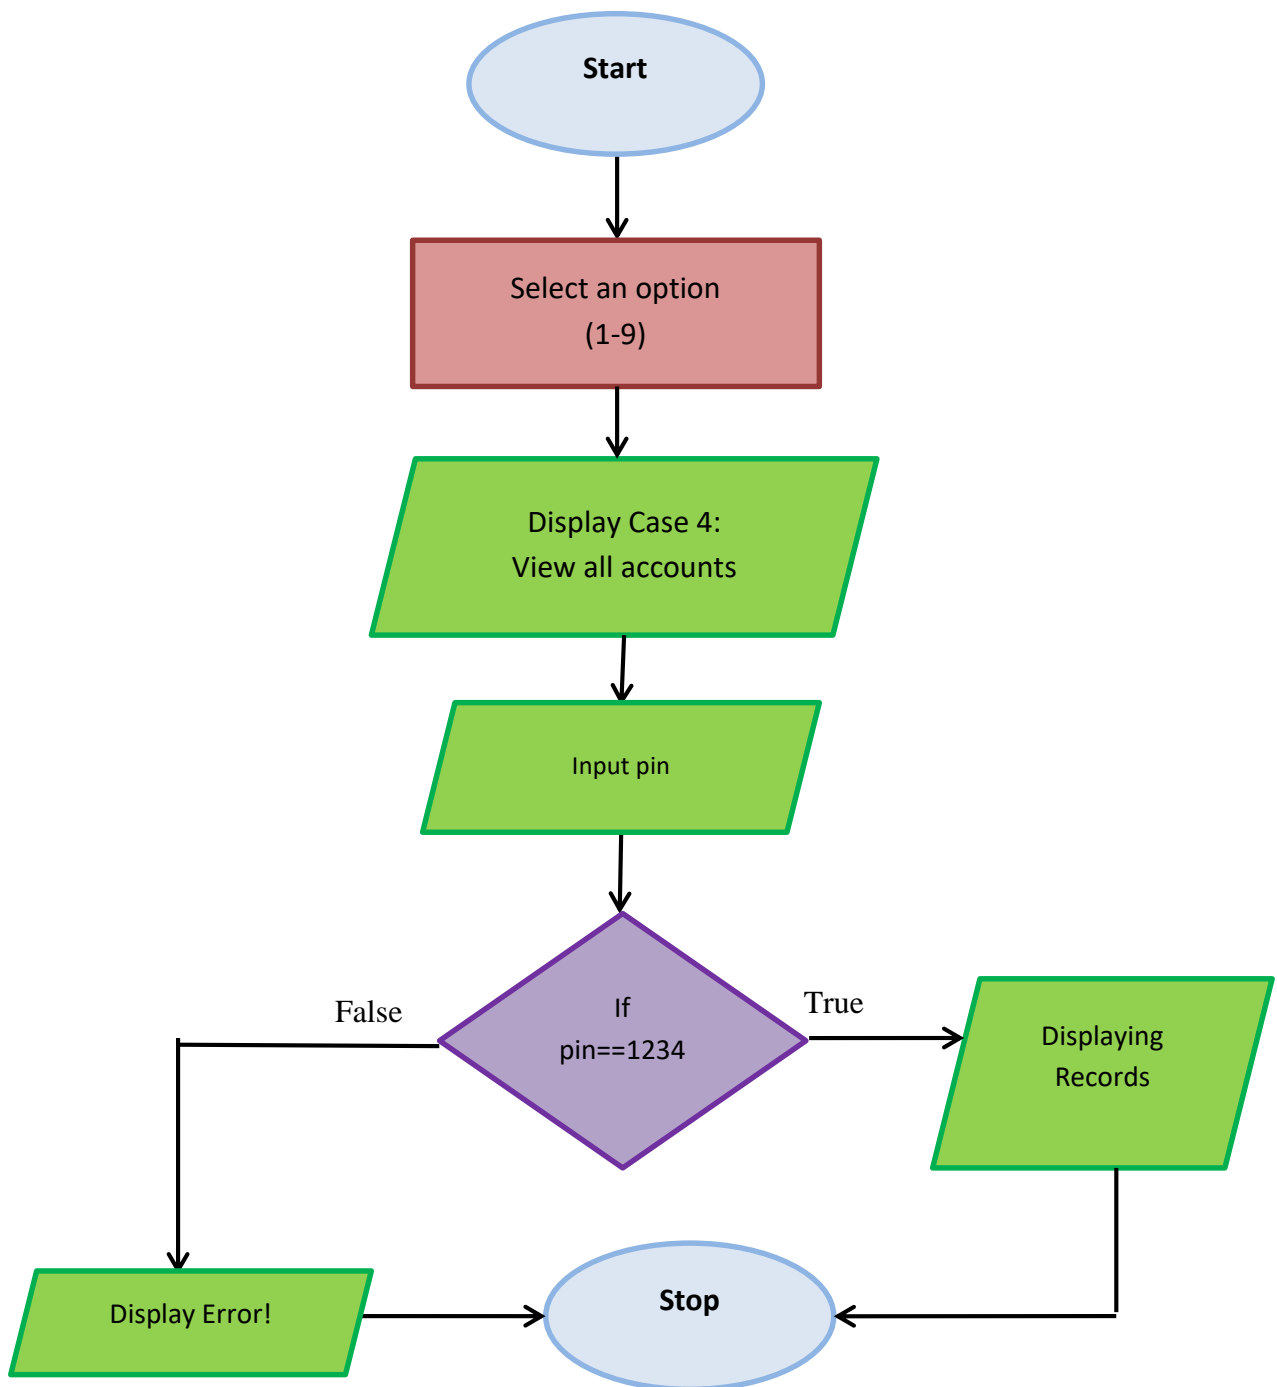 Start
Select an option
(1-9)
Display Case 4:
View all accounts
Input pin
If
pin==1234
False
True
Displaying
Records
Display Error!
Stop